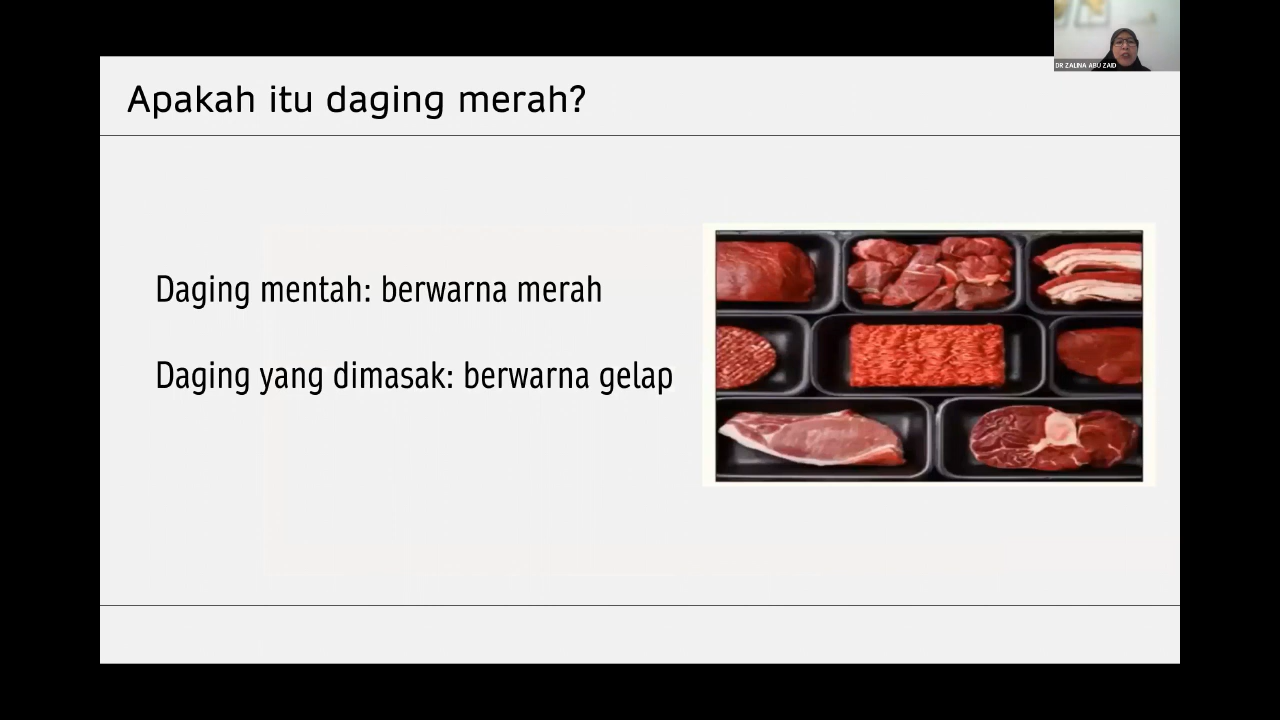 DR ZALINA ABU ZAID
Apakah itu daging merah?
Daging mentah: berwarna merah
Daging yang dimasak: berwarna gelap